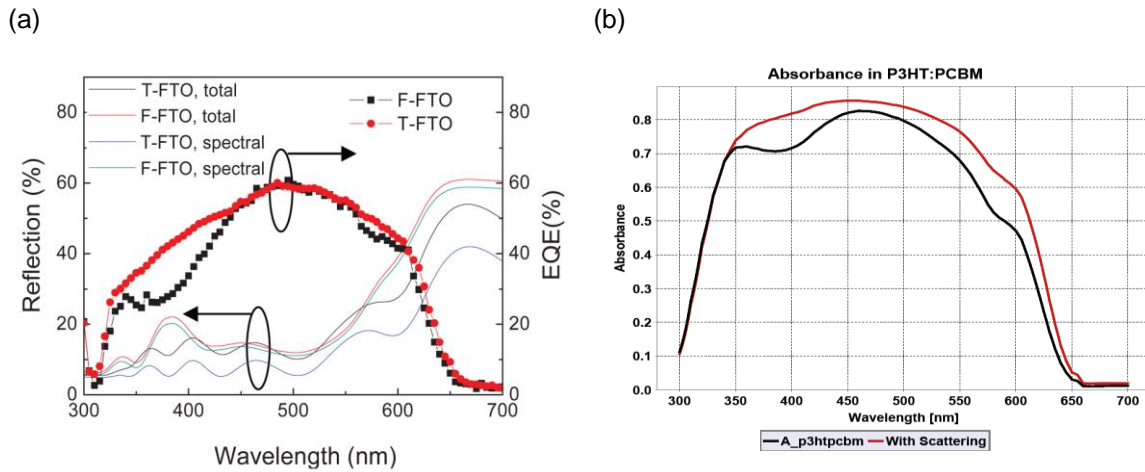 (a)
(b)
T-FTO, total
F-FTO, total
T-FTO, spectral
F-FTO, spectral
F-FTO
T-FTO
Reflection (%)
80
60
40
20
0
EQE(%)
80
60
40
20
0
300
400
500
600
700
Wavelength (nm)
Absorbance in P3HT:PCBM
Absorbance
0.8
0.7
0.6
0.5
0.4
0.3
0.2
0.1
0.0
300
350
400
450
500
550
600
650
700
Wavelength [nm]
A_p3htpcbm
With Scattering